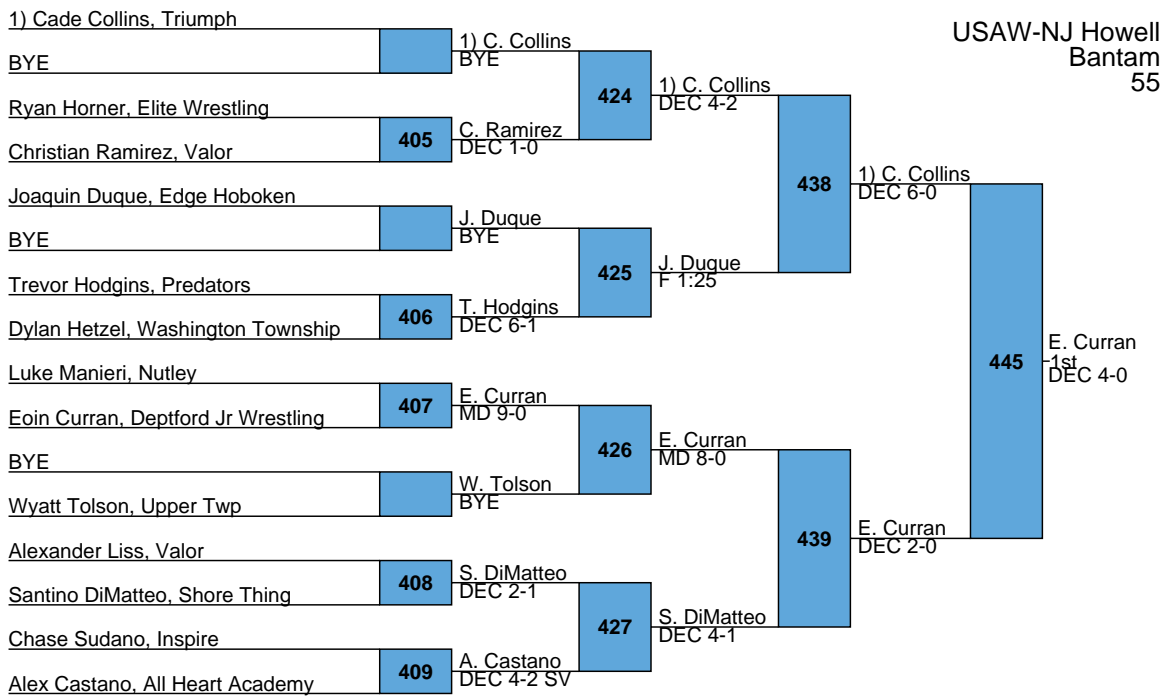 USAW-NJ Howell
Bantam
55
1) Cade Collins, Triumph
BYE
Ryan Horner, Elite Wrestling
Christian Ramirez, Valor
Joaquin Duque, Edge Hoboken
BYE
Trevor Hodgins, Predators
Dylan Hetzel, Washington Township
Luke Manieri, Nutley
Eoin Curran, Deptford Jr Wrestling
BYE
Wyatt Tolson, Upper Twp
Alexander Liss, Valor
Santino DiMatteo, Shore Thing
Chase Sudano, Inspire
Alex Castano, All Heart Academy
405
406
407
408
409
1) C. Collins
BYE
C. Ramirez
DEC 1-0
J. Duque
BYE
T. Hodgins
DEC 6-1
E. Curran
MD 9-0
W. Tolson
BYE
S. DiMatteo
DEC 2-1
A. Castano
DEC 4-2 SV
424
425
426
427
1) C. Collins
DEC 4-2
J. Duque
F 1:25
E. Curran
MD 8-0
S. DiMatteo
DEC 4-1
438
439
1) C. Collins
DEC 6-0
E. Curran
DEC 2-0
445
E. Curran
1st
DEC 4-0